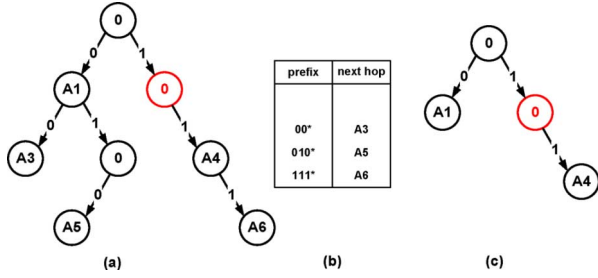 0
0 1
A1 0
0 1 1
A3 0 A4
0 1
A5 A6
(a)
prefix next hop
00* A3
010* A5
111* A6
(b)
0
0 1
A1 0
1
A4
(c)